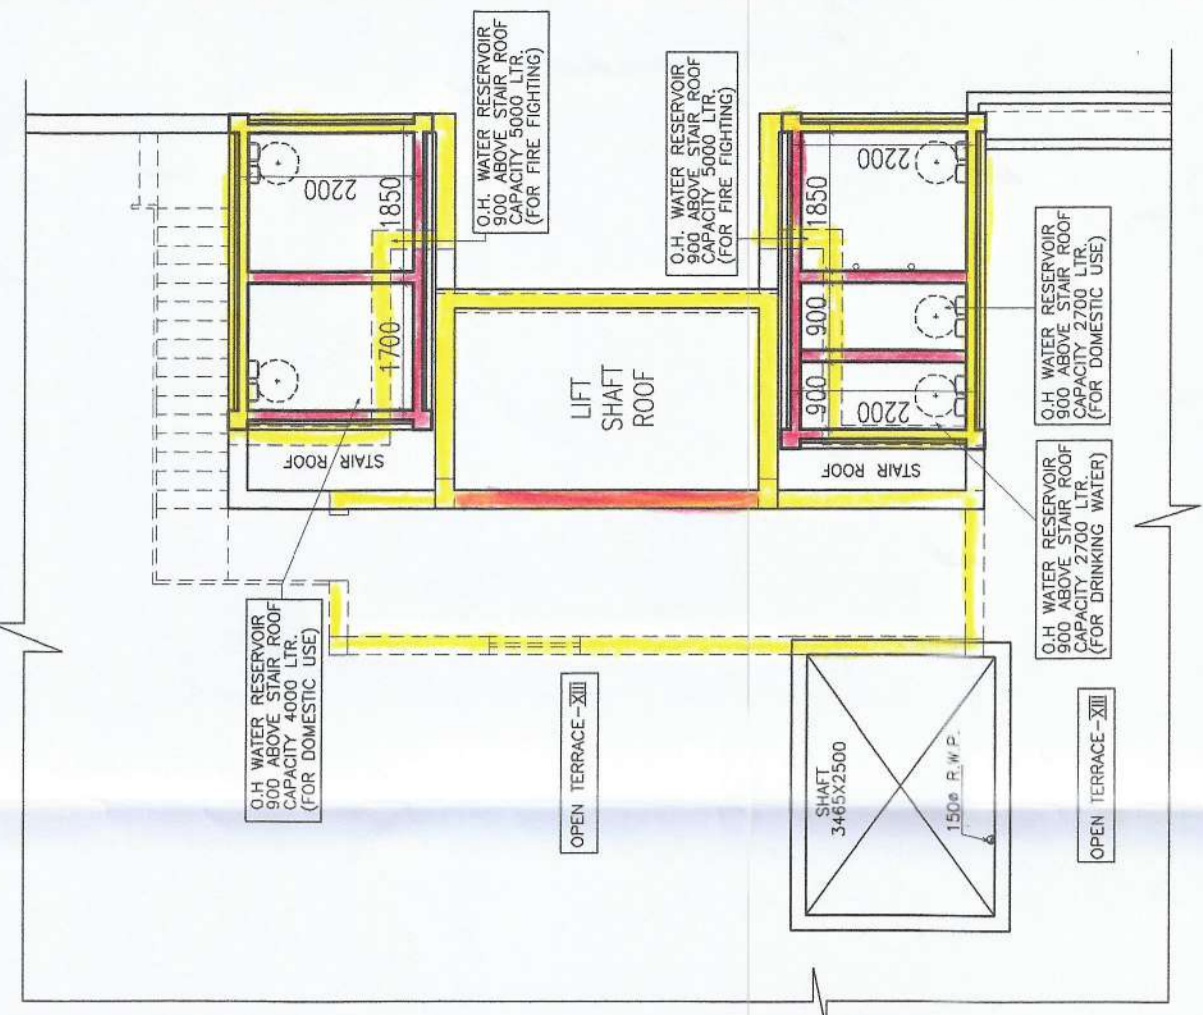 O.H. WATER RESERVOIR
900 ABOVE STAIR ROOF
CAPACITY 5000 LTR.
(FOR FIRE FIGHTING)
O.H. WATER RESERVOIR
900 ABOVE STAIR ROOF
CAPACITY 5000 LTR.
(FOR FIRE FIGHTING)
2200
1850
1700
STAIR ROOF
LIFT
SHAFT
ROOF
2200
1850
900
900
2200
STAIR ROOF
O.H WATER RESERVOIR
900 ABOVE STAIR ROOF
CAPACITY 2700 LTR.
(FOR DOMESTIC USE)
O.H WATER RESERVOIR
900 ABOVE STAIR ROOF
CAPACITY 2700 LTR.
(FOR DRINKING WATER)
O.H WATER RESERVOIR
900 ABOVE STAIR ROOF
CAPACITY 4000 LTR.
(FOR DOMESTIC USE)
OPEN TERRACE-XIII
SHAFT
3465X2500
150ø R.W.P.
OPEN TERRACE-XIII